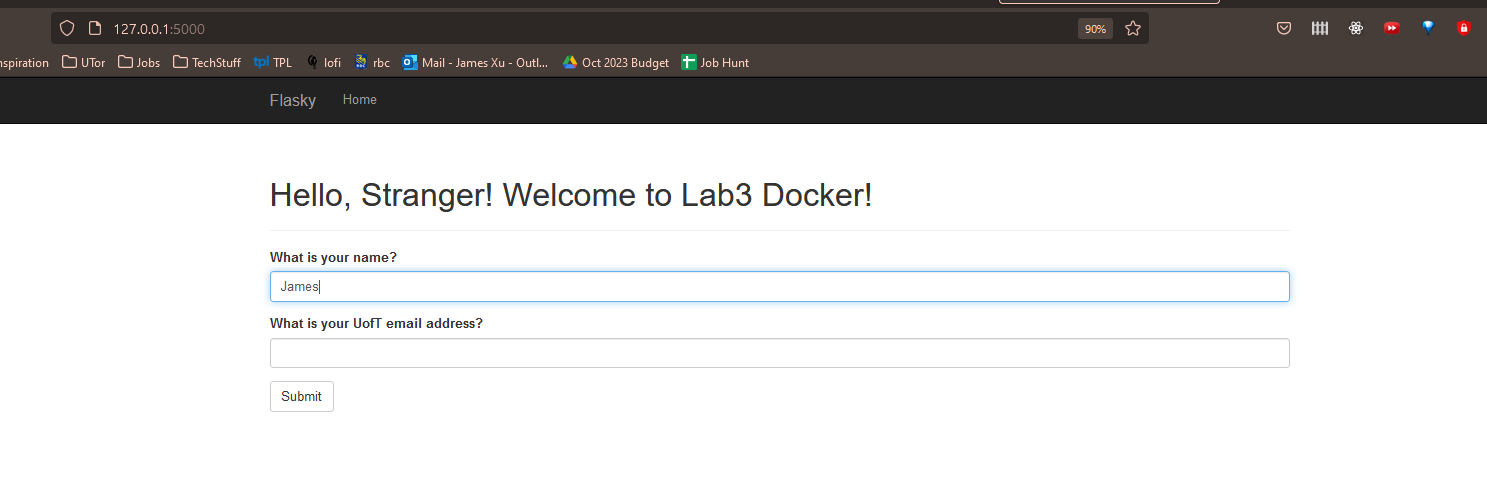 127.0.0.1:5000 90%
nspiration UTor Jobs TechStuff tpl TPL lofi rbc Mail - James Xu - Outl... Oct 2023 Budget Job Hunt
Flasky Home
Hello, Stranger! Welcome to Lab3 Docker!
What is your name?
James
What is your UofT email address?
Submit